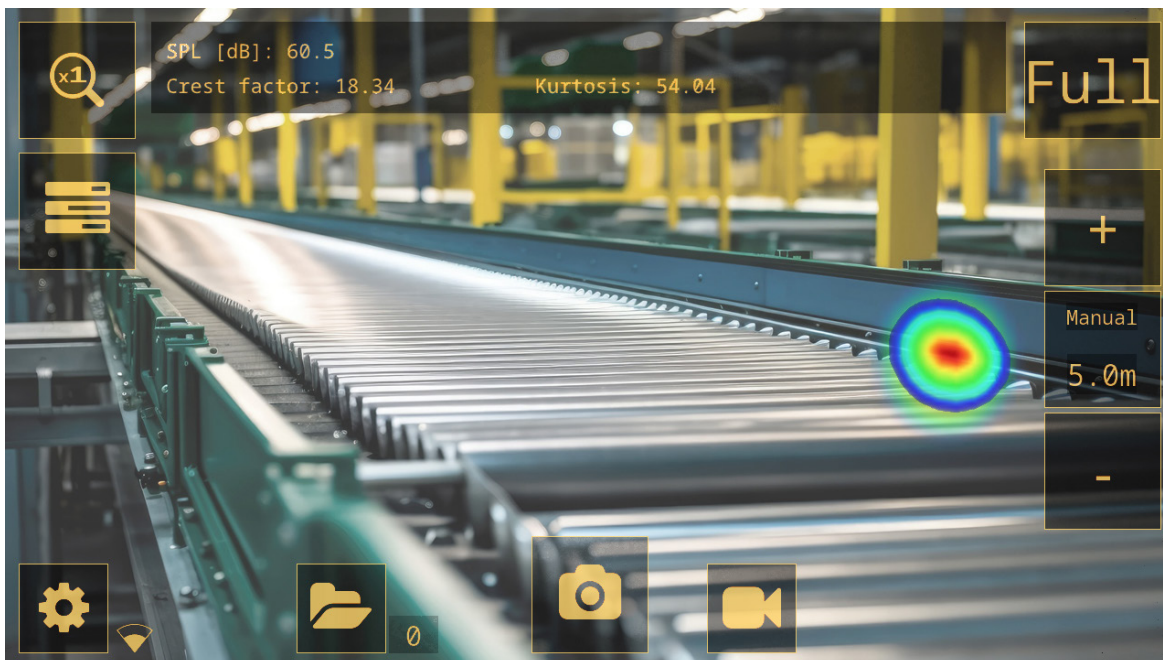 x1
SPL [dB]: 60.5
Crest factor: 18.34 Kurtosis: 54.04
Full
+
Manual
5.0m
-
0